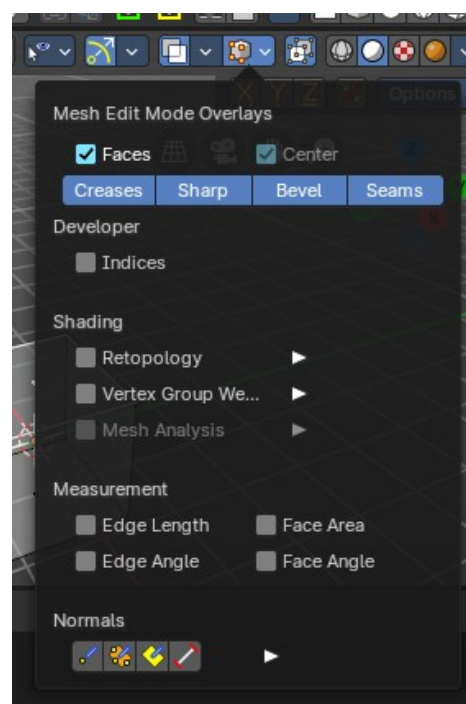 X Y Z Options
Mesh Edit Mode Overlays
Faces Center
Creases Sharp Bevel Seams
Developer
Indices
Shading
Retopology
Vertex Group We...
Mesh Analysis
Measurement
Edge Length Face Area
Edge Angle Face Angle
Normals